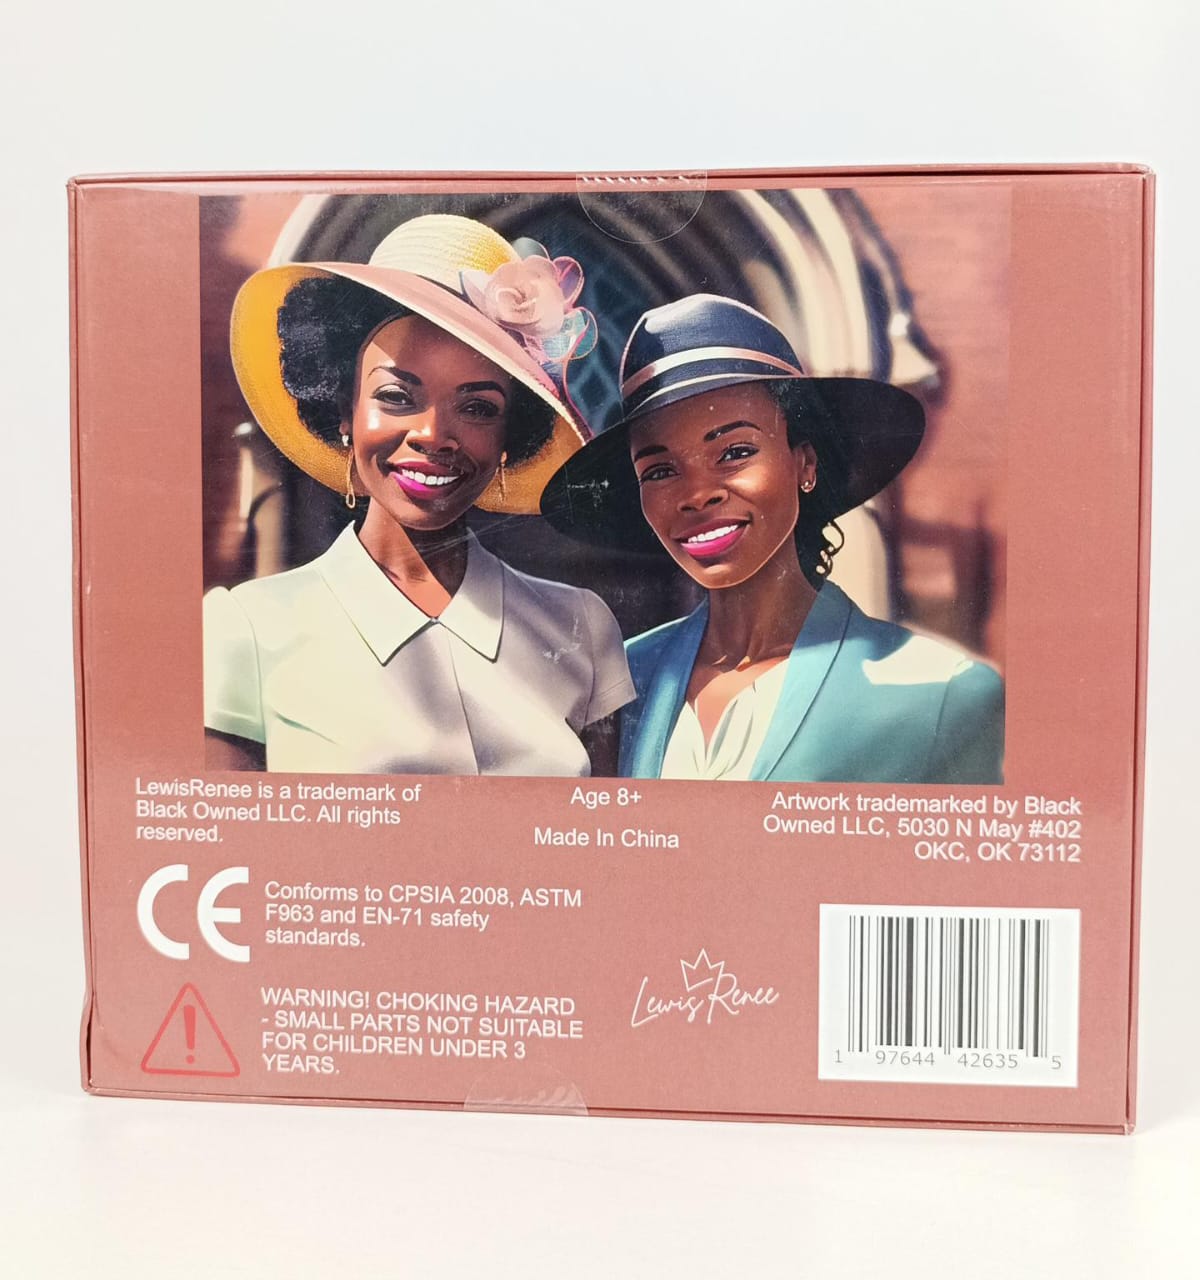 LewisRenee is a trademark of
Black Owned LLC. All rights
reserved.
Age 8+
Made In China
Artwork trademarked by Black
Owned LLC, 5030 N May #402
OKC, OK 73112
CE
Conforms to CPSIA 2008, ASTM
F963 and EN-71 safety
standards.
WARNING! CHOKING HAZARD
- SMALL PARTS NOT SUITABLE
FOR CHILDREN UNDER 3
YEARS.
Lewis Renee
1 97644 42635 5